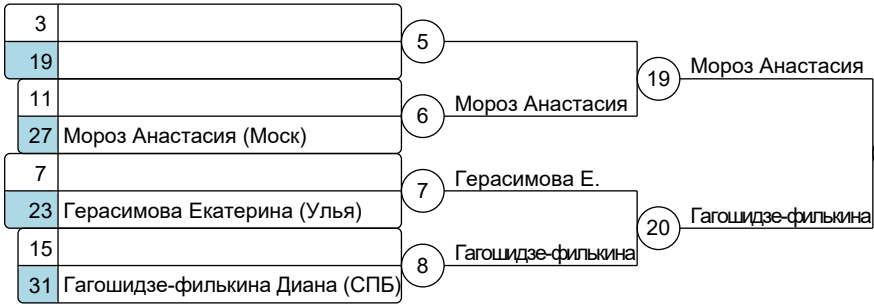 3
19
5
11
27 Мороз Анастасия (Моск)
6
Мороз Анастасия
19
Мороз Анастасия
7
23 Герасимова Екатерина (Улья)
7
Герасимова Е.
15
31 Гагошидзе-филькина Диана (СПБ)
8
Гагошидзе-филькина
20
Гагошидзе-филькина